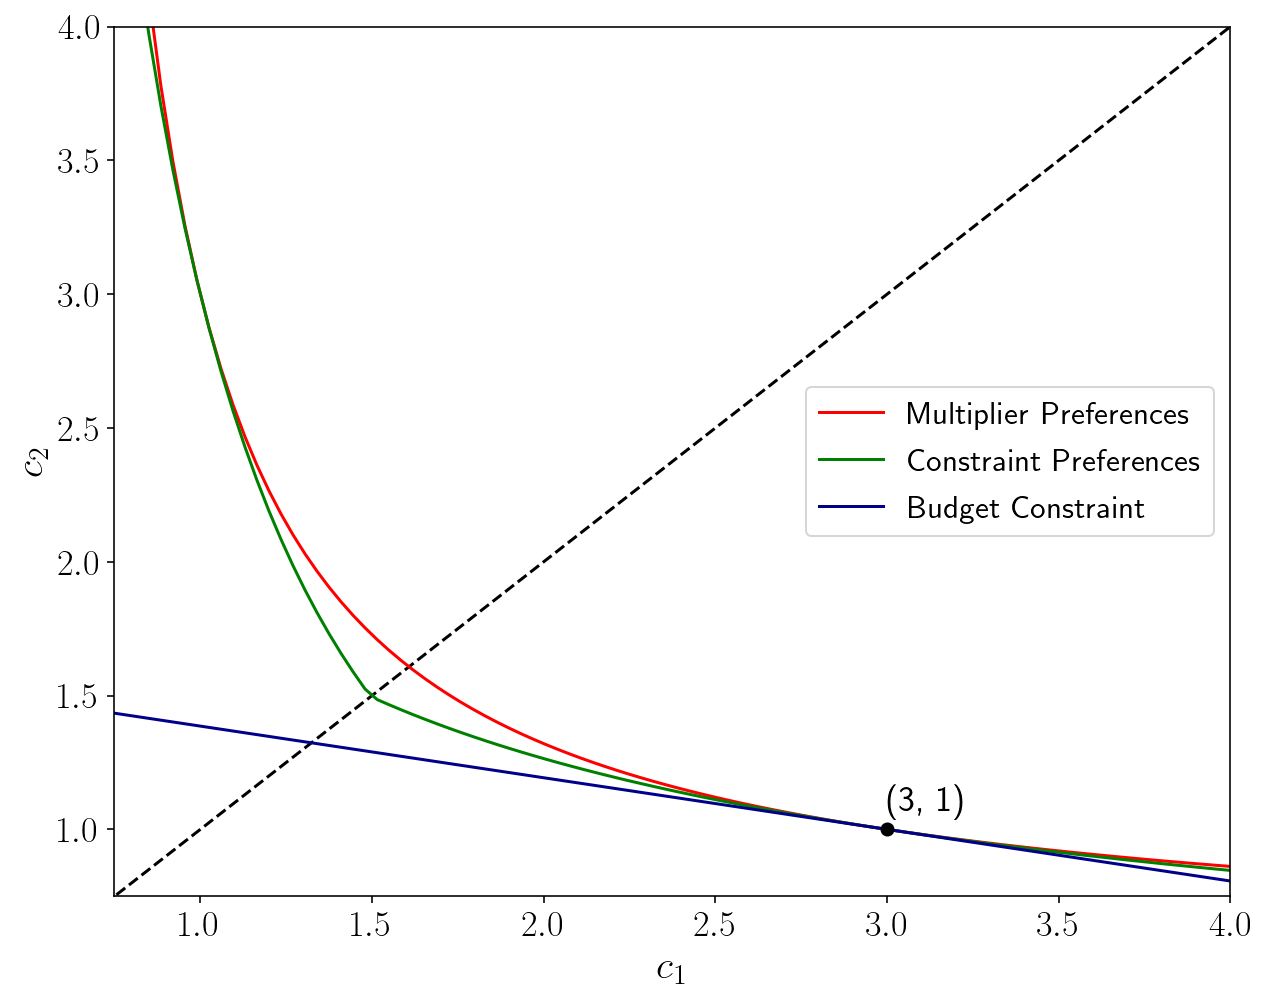 4.0
3.5
3.0
2.5
2.0
1.5
1.0
c₂
Multiplier Preferences
Constraint Preferences
Budget Constraint
(3, 1)
1.0 1.5 2.0 2.5 3.0 3.5 4.0
c₁